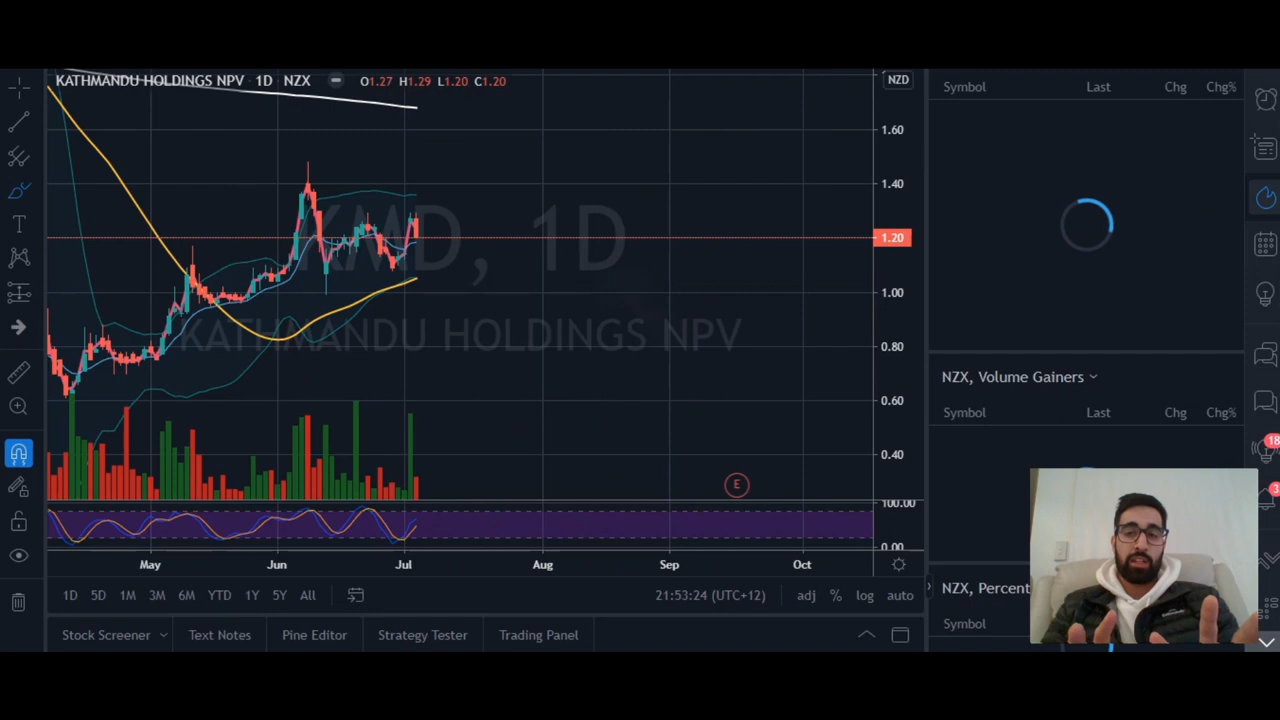 KATHMANDU HOLDINGS NPV · 1D · NZX
O1.27 H1.29 L1.20 C1.20
NZD
1.60
1.40
1.20
1.00
0.80
0.60
0.40
100.00
0.00
KMD, 1D
KATHMANDU HOLDINGS NPV
E
May Jun Jul Aug Sep Oct
1D 5D 1M 3M 6M YTD 1Y 5Y All
21:53:24 (UTC+12) adj % log auto
Stock Screener Text Notes Pine Editor Strategy Tester Trading Panel
Symbol Last Chg Chg%
NZX, Volume Gainers
Symbol Last Chg Chg%
NZX, Percent
Symbol
18
3